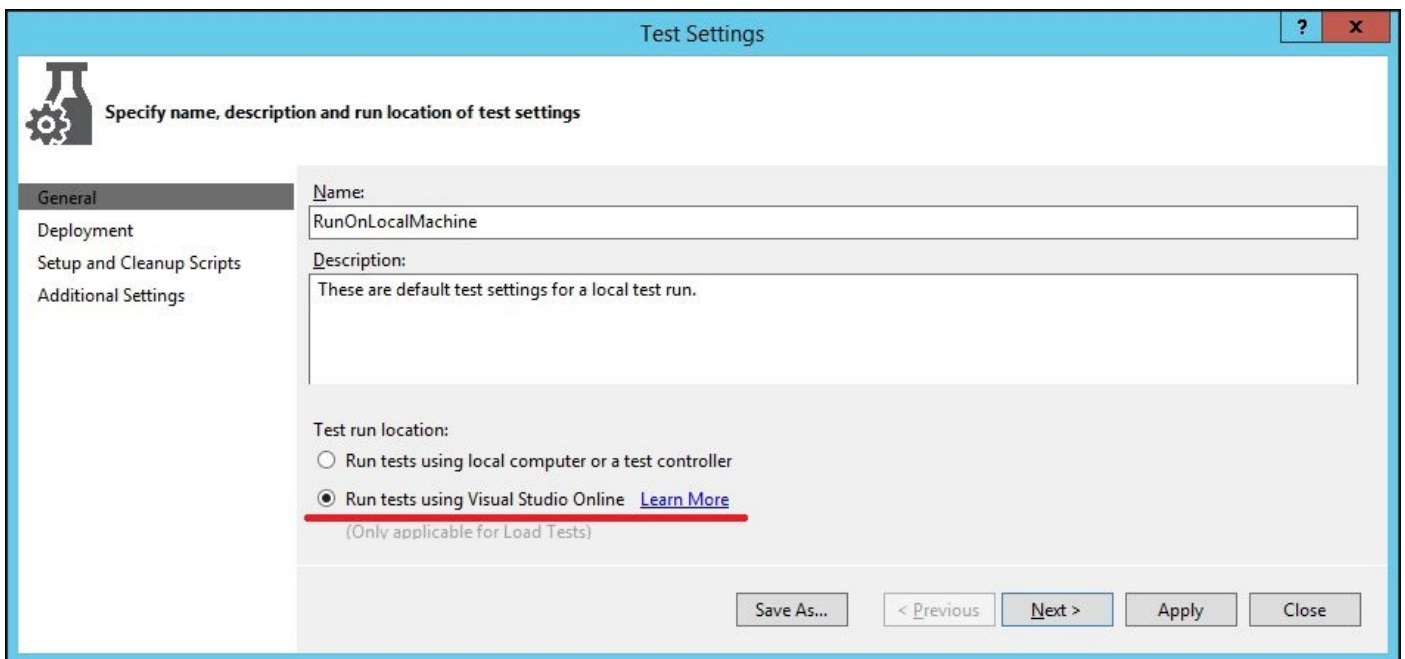 Test Settings
?
x
Specify name, description and run location of test settings
General
Deployment
Setup and Cleanup Scripts
Additional Settings
Name:
RunOnLocalMachine
Description:
These are default test settings for a local test run.
Test run location:
Run tests using local computer or a test controller
Run tests using Visual Studio Online Learn More
(Only applicable for Load Tests)
Save As... < Previous Next > Apply Close